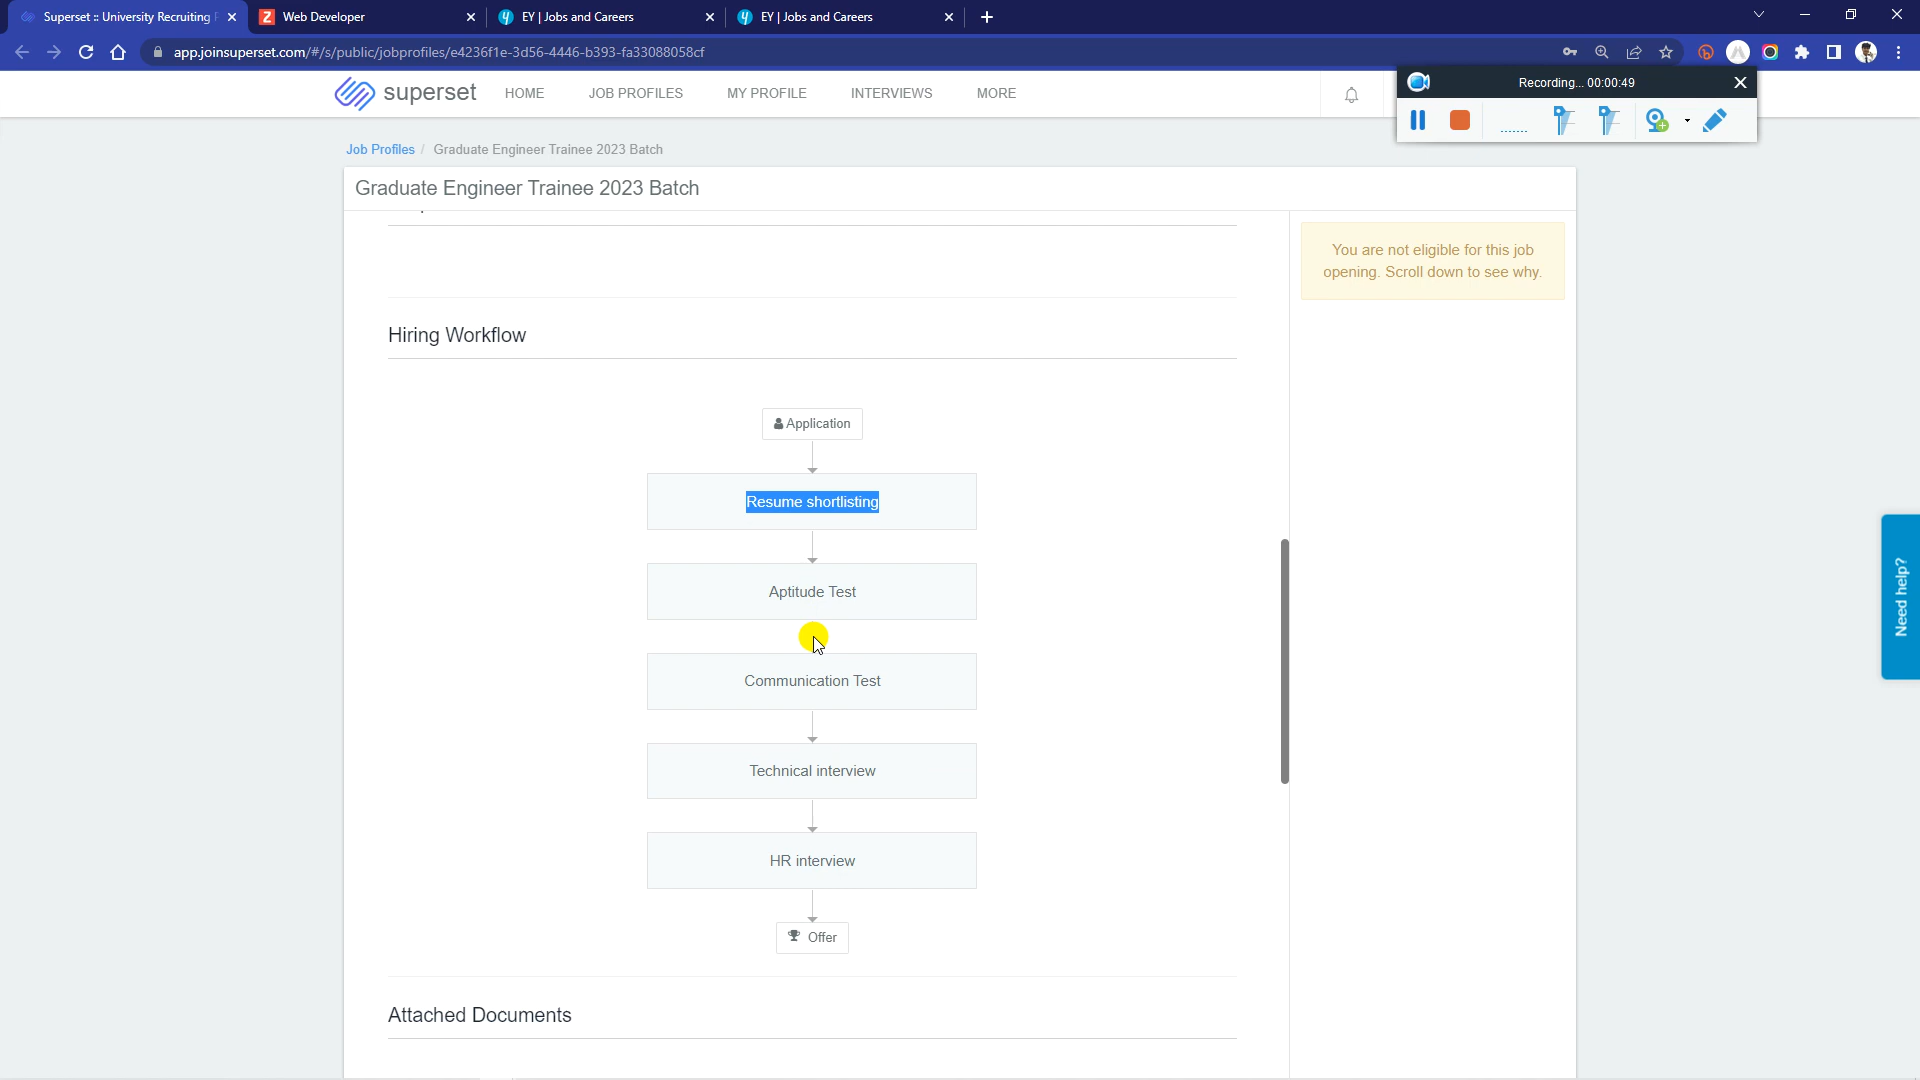 Superset :: University Recruiting
Web Developer
EY | Jobs and Careers
EY | Jobs and Careers
app.joinsuperset.com/#/s/public/jobprofiles/e4236f1e-3d56-4446-b393-fa33088058cf
Recording... 00:00:49
superset
HOME
JOB PROFILES
MY PROFILE
INTERVIEWS
MORE
Job Profiles / Graduate Engineer Trainee 2023 Batch
Graduate Engineer Trainee 2023 Batch
You are not eligible for this job
opening. Scroll down to see why.
Hiring Workflow
Application
Resume shortlisting
Aptitude Test
Communication Test
Technical interview
HR interview
Offer
Attached Documents
Need help?